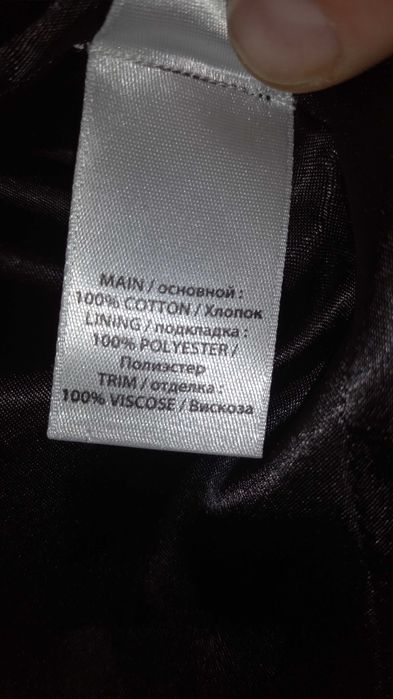 MAIN / основной :
100% COTTON / Хлопок
LINING / подкладка :
100% POLYESTER /
Полиэстер
TRIM / отделка :
100% VISCOSE / Вискоза